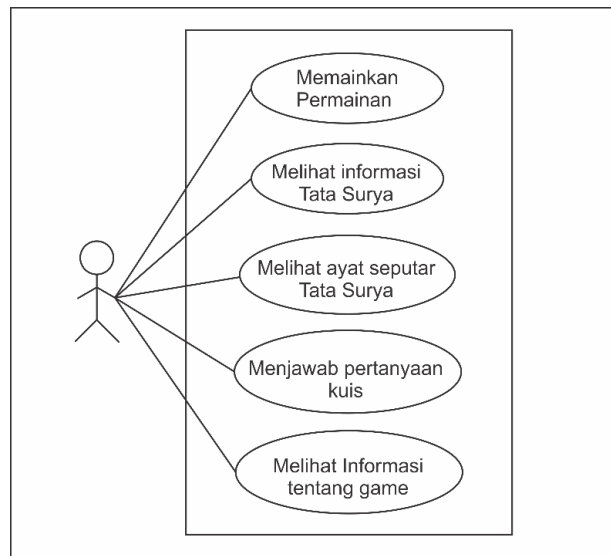 Memainkan
Permainan
Melihat informasi
Tata Surya
Melihat ayat seputar
Tata Surya
Menjawab pertanyaan
kuis
Melihat Informasi
tentang game